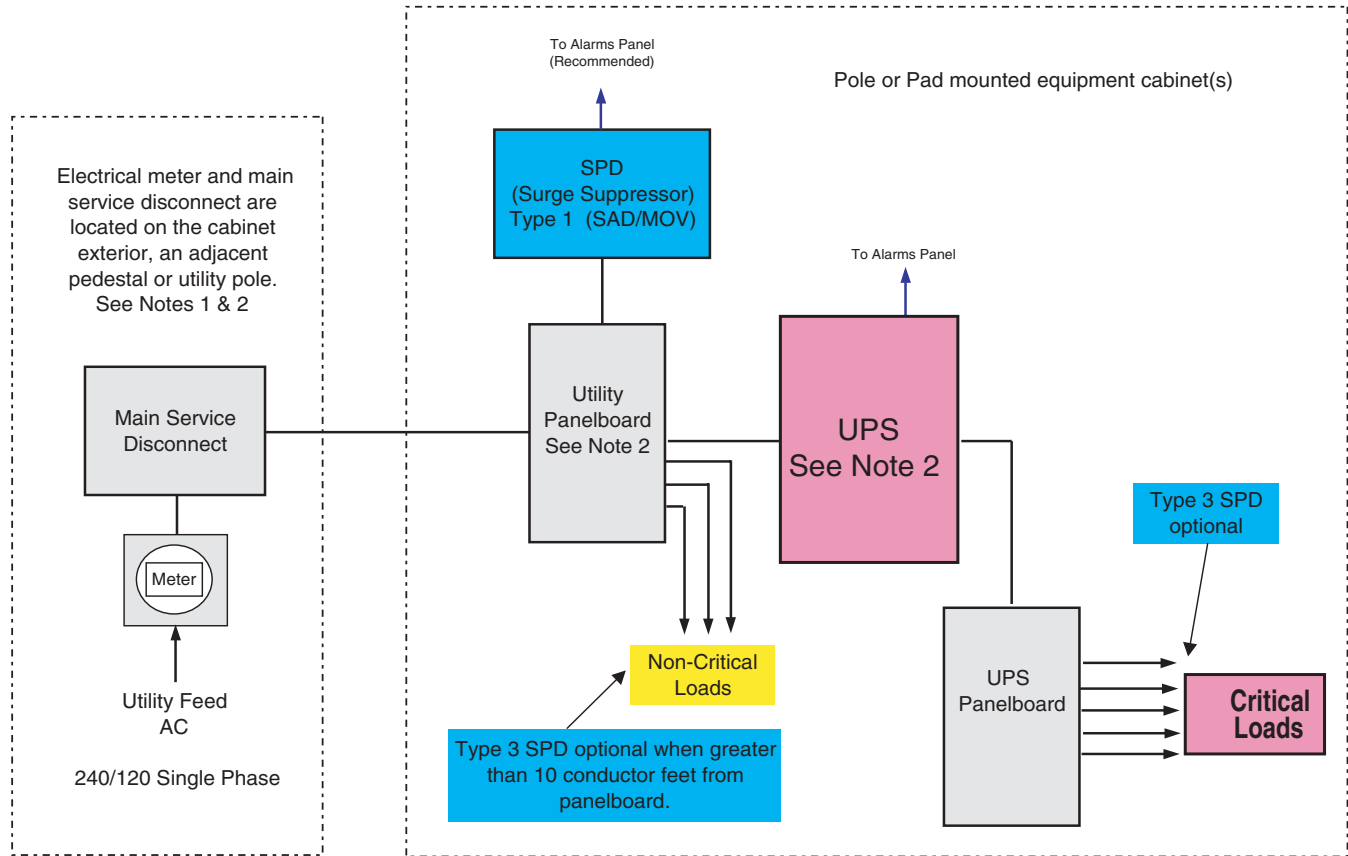 To Alarms Panel
(Recommended)
Pole or Pad mounted equipment cabinet(s)
Electrical meter and main
service disconnect are
located on the cabinet
exterior, an adjacent
pedestal or utility pole.
See Notes 1 & 2
SPD
(Surge Suppressor)
Type 1 (SAD/MOV)
To Alarms Panel
Main Service
Disconnect
Utility
Panelboard
See Note 2
UPS
See Note 2
Type 3 SPD
optional
Meter
Non-Critical
Loads
UPS
Panelboard
Critical
Loads
Utility Feed
AC
240/120 Single Phase
Type 3 SPD optional when greater
than 10 conductor feet from
panelboard.